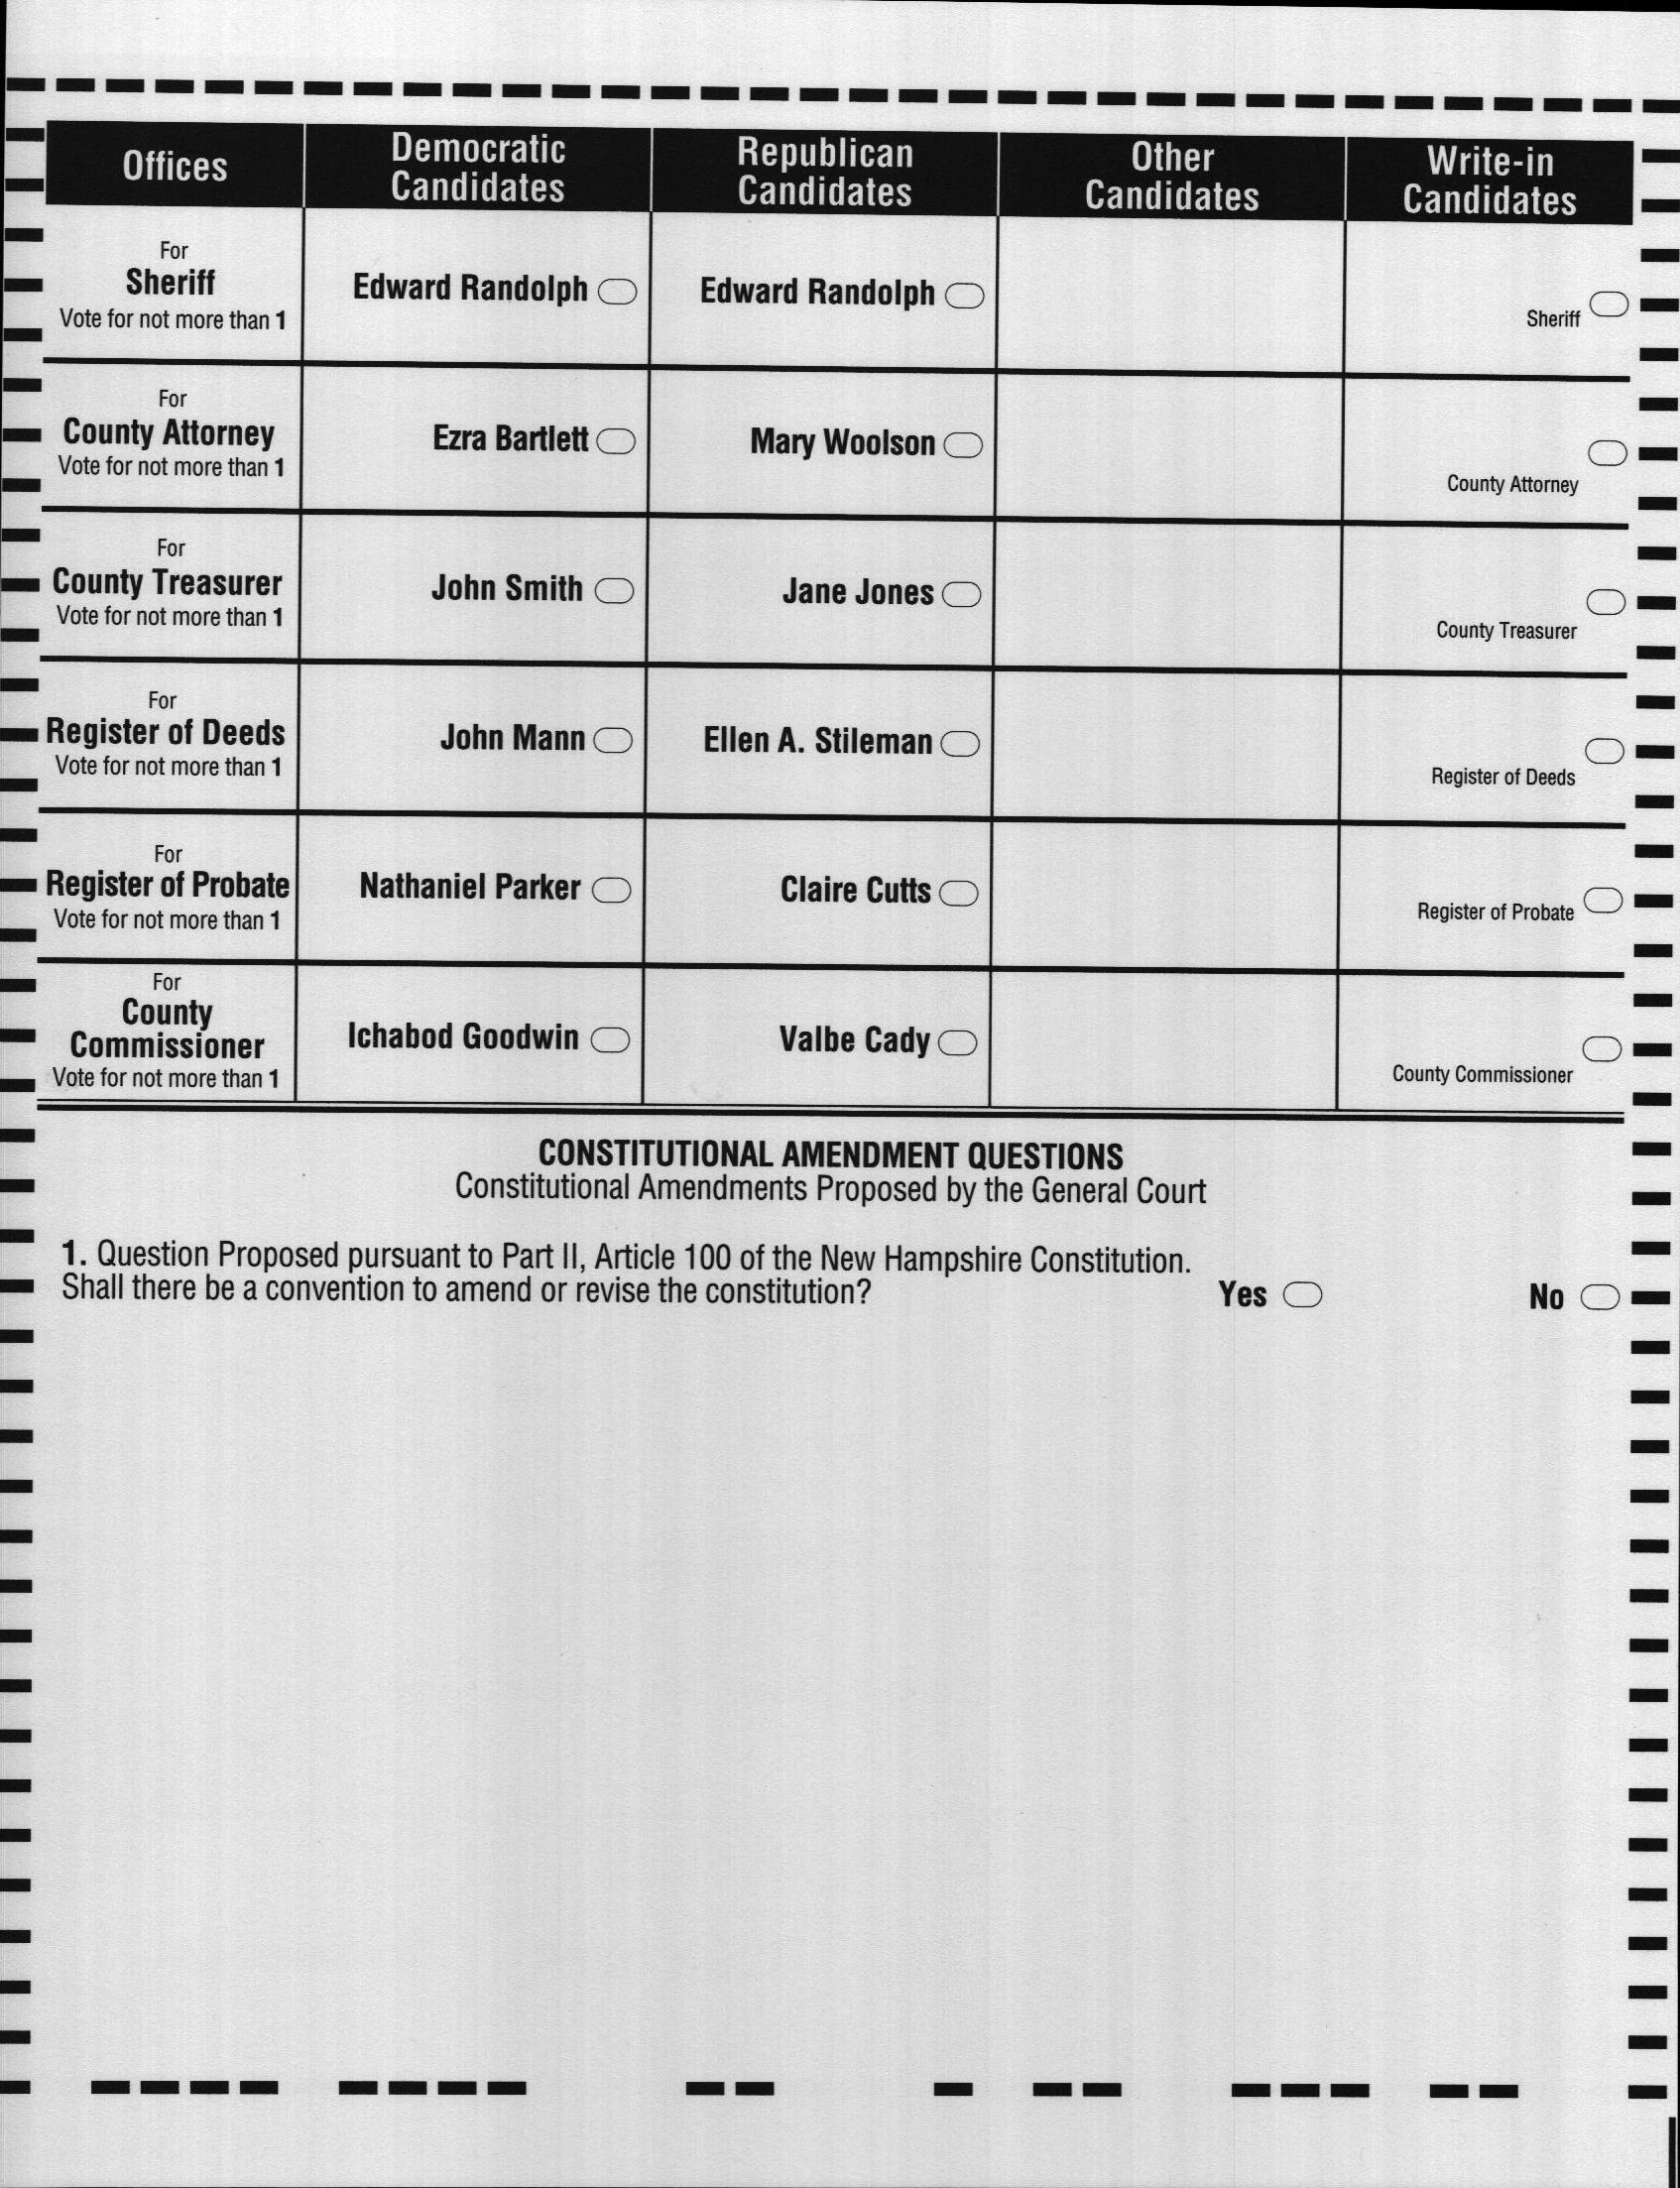 Offices
Democratic Candidates
Republican Candidates
Other Candidates
Write-in Candidates
For
Sheriff
Vote for not more than 1
Edward Randolph
Edward Randolph
Sheriff
For
County Attorney
Vote for not more than 1
Ezra Bartlett
Mary Woolson
County Attorney
For
County Treasurer
Vote for not more than 1
John Smith
Jane Jones
County Treasurer
For
Register of Deeds
Vote for not more than 1
John Mann
Ellen A. Stileman
Register of Deeds
For
Register of Probate
Vote for not more than 1
Nathaniel Parker
Claire Cutts
Register of Probate
For
County
Commissioner
Vote for not more than 1
Ichabod Goodwin
Valbe Cady
County Commissioner
CONSTITUTIONAL AMENDMENT QUESTIONS
Constitutional Amendments Proposed by the General Court
1. Question Proposed pursuant to Part II, Article 100 of the New Hampshire Constitution.
Shall there be a convention to amend or revise the constitution?
Yes No